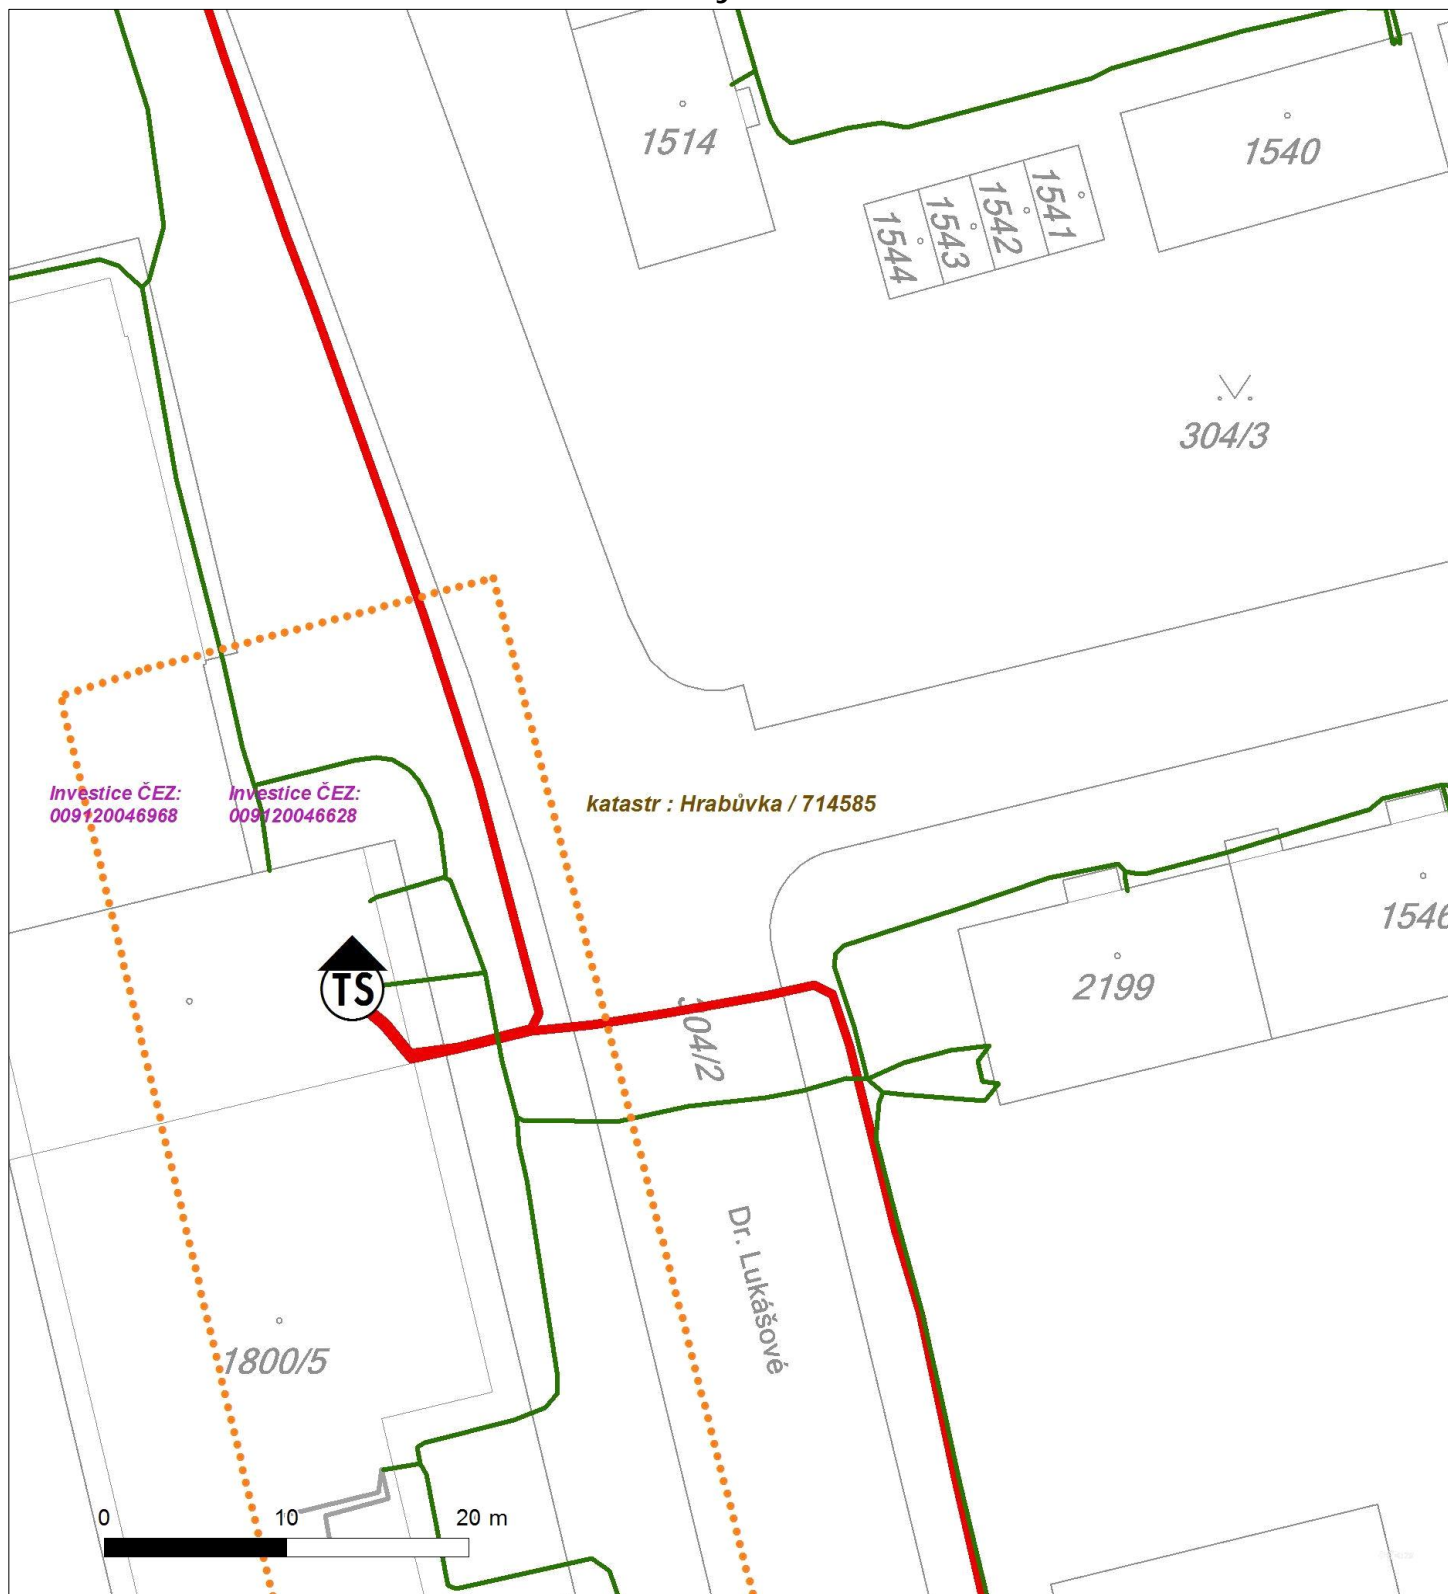 1514
1540
1541
1542
1543
1544
304/3
Investice ČEZ:
009120046968
Investice ČEZ:
009120046628
katastr : Hrabůvka / 714585
1546
TS
2199
304/2
Dr. Lukášové
1800/5
0 10 20 m